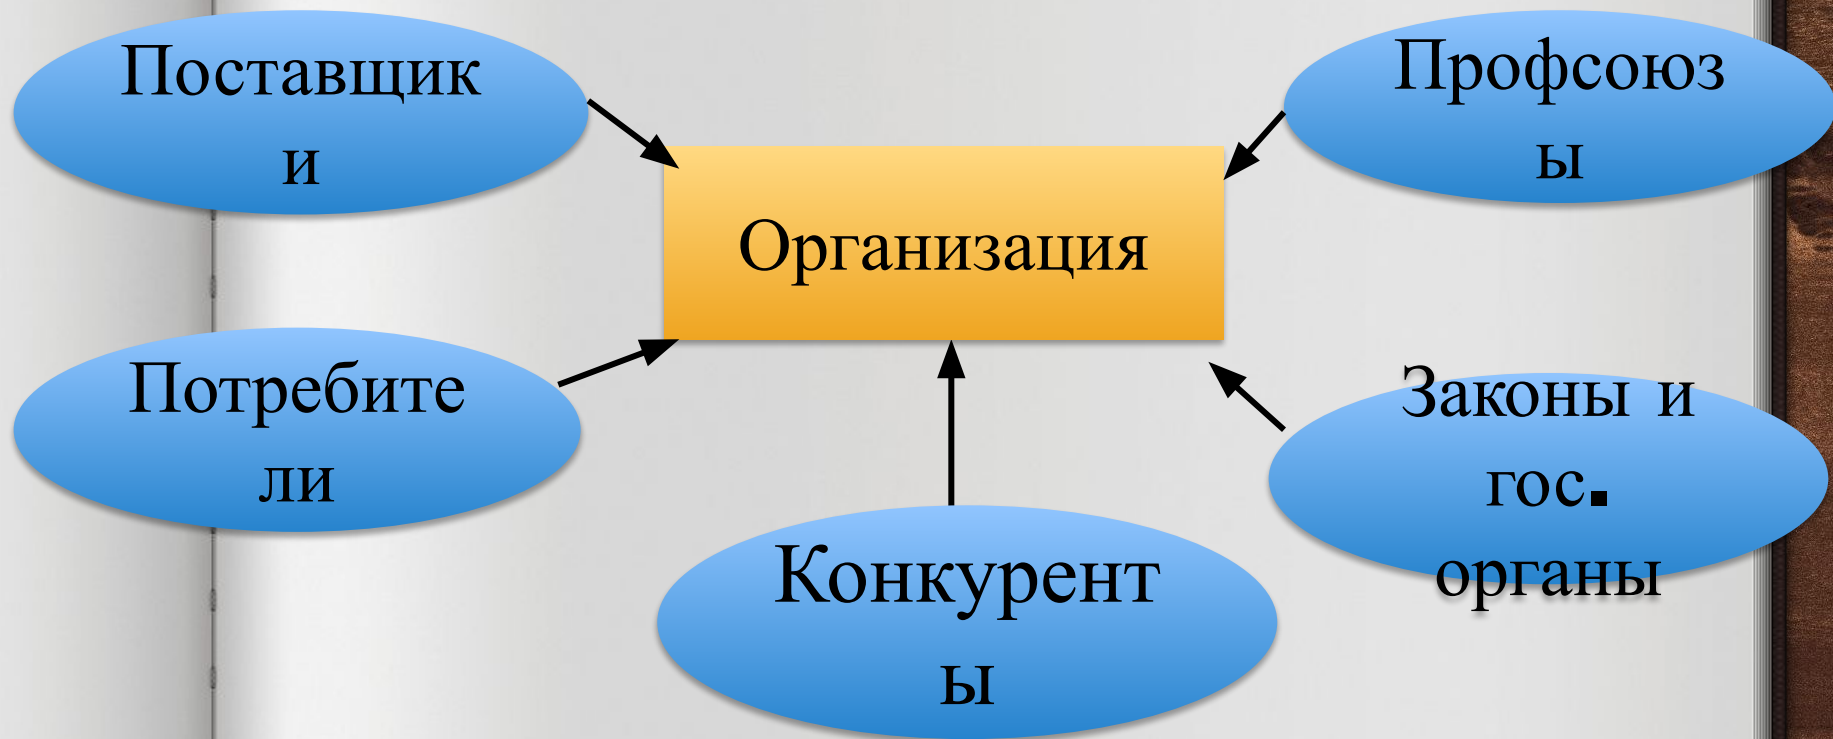 Поставщик
и
Профсоюз
ы
Организация
Потребите
ли
Законы и
гос.
органы
Конкурент
ы